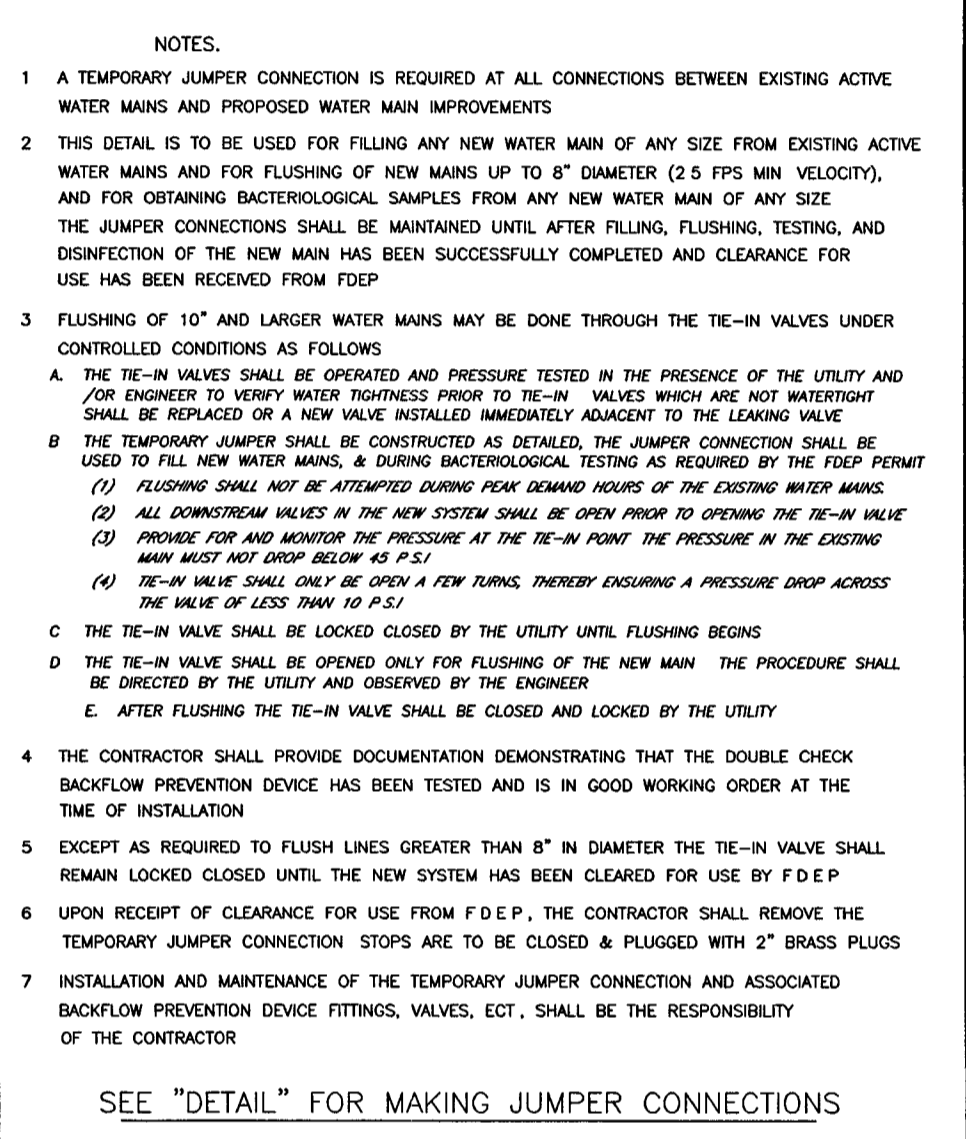 NOTES.
1 A TEMPORARY JUMPER CONNECTION IS REQUIRED AT ALL CONNECTIONS BETWEEN EXISTING ACTIVE
WATER MAINS AND PROPOSED WATER MAIN IMPROVEMENTS
2 THIS DETAIL IS TO BE USED FOR FILLING ANY NEW WATER MAIN OF ANY SIZE FROM EXISTING ACTIVE
WATER MAINS AND FOR FLUSHING OF NEW MAINS UP TO 8" DIAMETER (2 5 FPS MIN VELOCITY),
AND FOR OBTAINING BACTERIOLOGICAL SAMPLES FROM ANY NEW WATER MAIN OF ANY SIZE
THE JUMPER CONNECTIONS SHALL BE MAINTAINED UNTIL AFTER FILLING, FLUSHING, TESTING, AND
DISINFECTION OF THE NEW MAIN HAS BEEN SUCCESSFULLY COMPLETED AND CLEARANCE FOR
USE HAS BEEN RECEIVED FROM FDEP
3 FLUSHING OF 10" AND LARGER WATER MAINS MAY BE DONE THROUGH THE TIE-IN VALVES UNDER
CONTROLLED CONDITIONS AS FOLLOWS
A. THE TIE-IN VALVES SHALL BE OPERATED AND PRESSURE TESTED IN THE PRESENCE OF THE UTILITY AND
/OR ENGINEER TO VERIFY WATER TIGHTNESS PRIOR TO TIE-IN VALVES WHICH ARE NOT WATERTIGHT
SHALL BE REPLACED OR A NEW VALVE INSTALLED IMMEDIATELY ADJACENT TO THE LEAKING VALVE
B THE TEMPORARY JUMPER SHALL BE CONSTRUCTED AS DETAILED, THE JUMPER CONNECTION SHALL BE
USED TO FILL NEW WATER MAINS, & DURING BACTERIOLOGICAL TESTING AS REQUIRED BY THE FDEP PERMIT
(1) FLUSHING SHALL NOT BE ATTEMPTED DURING PEAK DEMAND HOURS OF THE EXISTING WATER MAINS.
(2) ALL DOWNSTREAM VALVES IN THE NEW SYSTEM SHALL BE OPEN PRIOR TO OPENING THE TIE-IN VALVE
(3) PROVIDE FOR AND MONITOR THE PRESSURE AT THE TIE-IN POINT THE PRESSURE IN THE EXISTING
MAIN MUST NOT DROP BELOW 45 P S.I
(4) TIE-IN VALVE SHALL ONLY BE OPEN A FEW TURNS, THEREBY ENSURING A PRESSURE DROP ACROSS
THE VALVE OF LESS THAN 10 P S.I
C THE TIE-IN VALVE SHALL BE LOCKED CLOSED BY THE UTILITY UNTIL FLUSHING BEGINS
D THE TIE-IN VALVE SHALL BE OPENED ONLY FOR FLUSHING OF THE NEW MAIN THE PROCEDURE SHALL
BE DIRECTED BY THE UTILITY AND OBSERVED BY THE ENGINEER
E. AFTER FLUSHING THE TIE-IN VALVE SHALL BE CLOSED AND LOCKED BY THE UTILITY
4 THE CONTRACTOR SHALL PROVIDE DOCUMENTATION DEMONSTRATING THAT THE DOUBLE CHECK
BACKFLOW PREVENTION DEVICE HAS BEEN TESTED AND IS IN GOOD WORKING ORDER AT THE
TIME OF INSTALLATION
5 EXCEPT AS REQUIRED TO FLUSH LINES GREATER THAN 8" IN DIAMETER THE TIE-IN VALVE SHALL
REMAIN LOCKED CLOSED UNTIL THE NEW SYSTEM HAS BEEN CLEARED FOR USE BY F D E P
6 UPON RECEIPT OF CLEARANCE FOR USE FROM F D E P, THE CONTRACTOR SHALL REMOVE THE
TEMPORARY JUMPER CONNECTION STOPS ARE TO BE CLOSED & PLUGGED WITH 2" BRASS PLUGS
7 INSTALLATION AND MAINTENANCE OF THE TEMPORARY JUMPER CONNECTION AND ASSOCIATED
BACKFLOW PREVENTION DEVICE FITTINGS, VALVES, ECT, SHALL BE THE RESPONSIBILITY
OF THE CONTRACTOR
SEE "DETAIL" FOR MAKING JUMPER CONNECTIONS